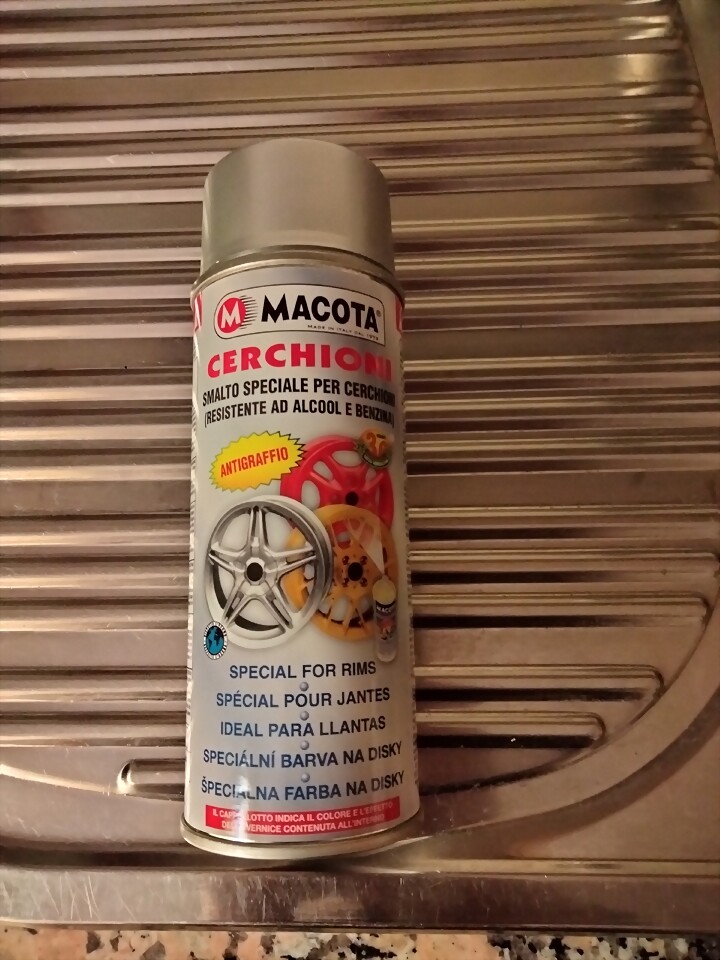 M MACOTA®
MADE IN ITALY DAL 1972
CERCHIONI
SMALTO SPECIALE PER CERCHIONI
(RESISTENTE AD ALCOOL E BENZINA)
ANTIGRAFFIO
SPECIAL FOR RIMS
SPÉCIAL POUR JANTES
IDEAL PARA LLANTAS
SPECIÁLNÍ BARVA NA DISKY
ŠPECIÁLNA FARBA NA DISKY
IL CAPPELLOTTO INDICA IL COLORE E L'EFFETTO
DELLA VERNICE CONTENUTA ALL'INTERNO